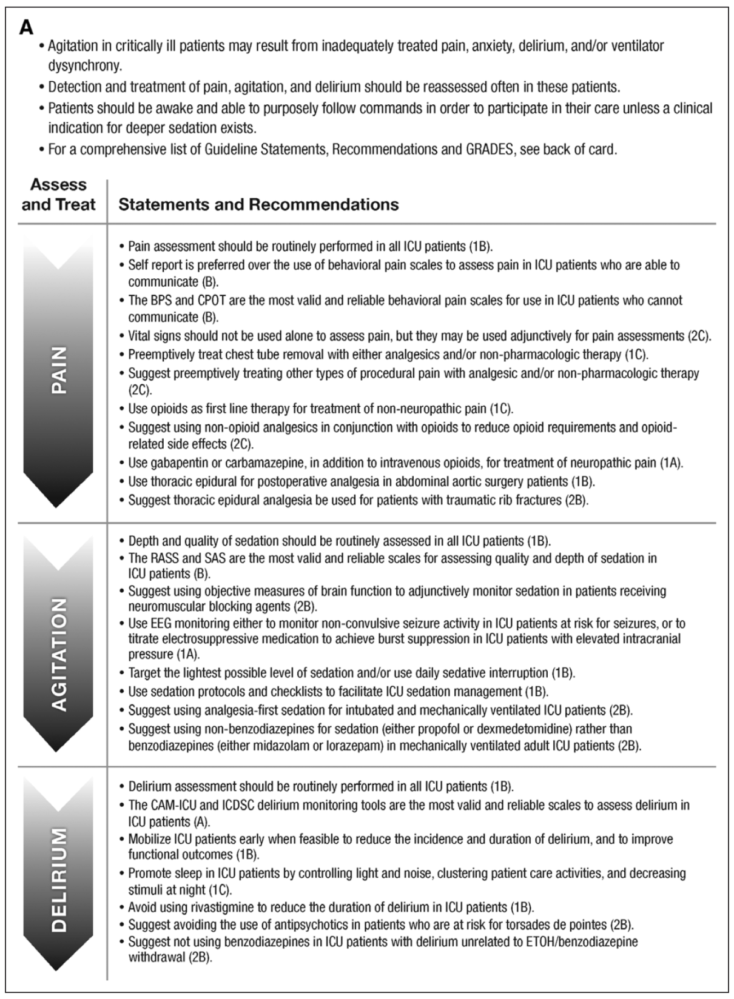 A
• Agitation in critically ill patients may result from inadequately treated pain, anxiety, delirium, and/or ventilator
dysynchrony.
• Detection and treatment of pain, agitation, and delirium should be reassessed often in these patients.
• Patients should be awake and able to purposely follow commands in order to participate in their care unless a clinical
indication for deeper sedation exists.
• For a comprehensive list of Guideline Statements, Recommendations and GRADES, see back of card.
Assess
and Treat
Statements and Recommendations
PAIN
• Pain assessment should be routinely performed in all ICU patients (1B).
• Self report is preferred over the use of behavioral pain scales to assess pain in ICU patients who are able to
communicate (B).
• The BPS and CPOT are the most valid and reliable behavioral pain scales for use in ICU patients who cannot
communicate (B).
• Vital signs should not be used alone to assess pain, but they may be used adjunctively for pain assessments (2C).
• Preemptively treat chest tube removal with either analgesics and/or non-pharmacologic therapy (1C).
• Suggest preemptively treating other types of procedural pain with analgesic and/or non-pharmacologic therapy
(2C).
• Use opioids as first line therapy for treatment of non-neuropathic pain (1C).
• Suggest using non-opioid analgesics in conjunction with opioids to reduce opioid requirements and opioid-
related side effects (2C).
• Use gabapentin or carbamazepine, in addition to intravenous opioids, for treatment of neuropathic pain (1A).
• Use thoracic epidural for postoperative analgesia in abdominal aortic surgery patients (1B).
• Suggest thoracic epidural analgesia be used for patients with traumatic rib fractures (2B).
AGITATION
• Depth and quality of sedation should be routinely assessed in all ICU patients (1B).
• The RASS and SAS are the most valid and reliable scales for assessing quality and depth of sedation in
ICU patients (B).
• Suggest using objective measures of brain function to adjunctively monitor sedation in patients receiving
neuromuscular blocking agents (2B).
• Use EEG monitoring either to monitor non-convulsive seizure activity in ICU patients at risk for seizures, or to
titrate electrosuppressive medication to achieve burst suppression in ICU patients with elevated intracranial
pressure (1A).
• Target the lightest possible level of sedation and/or use daily sedative interruption (1B).
• Use sedation protocols and checklists to facilitate ICU sedation management (1B).
• Suggest using analgesia-first sedation for intubated and mechanically ventilated ICU patients (2B).
• Suggest using non-benzodiazepines for sedation (either propofol or dexmedetomidine) rather than
benzodiazepines (either midazolam or lorazepam) in mechanically ventilated adult ICU patients (2B).
DELIRIUM
• Delirium assessment should be routinely performed in all ICU patients (1B).
• The CAM-ICU and ICDSC delirium monitoring tools are the most valid and reliable scales to assess delirium in
ICU patients (A).
• Mobilize ICU patients early when feasible to reduce the incidence and duration of delirium, and to improve
functional outcomes (1B).
• Promote sleep in ICU patients by controlling light and noise, clustering patient care activities, and decreasing
stimuli at night (1C).
• Avoid using rivastigmine to reduce the duration of delirium in ICU patients (1B).
• Suggest avoiding the use of antipsychotics in patients who are at risk for torsades de pointes (2B).
• Suggest not using benzodiazepines in ICU patients with delirium unrelated to ETOH/benzodiazepine
withdrawal (2B).